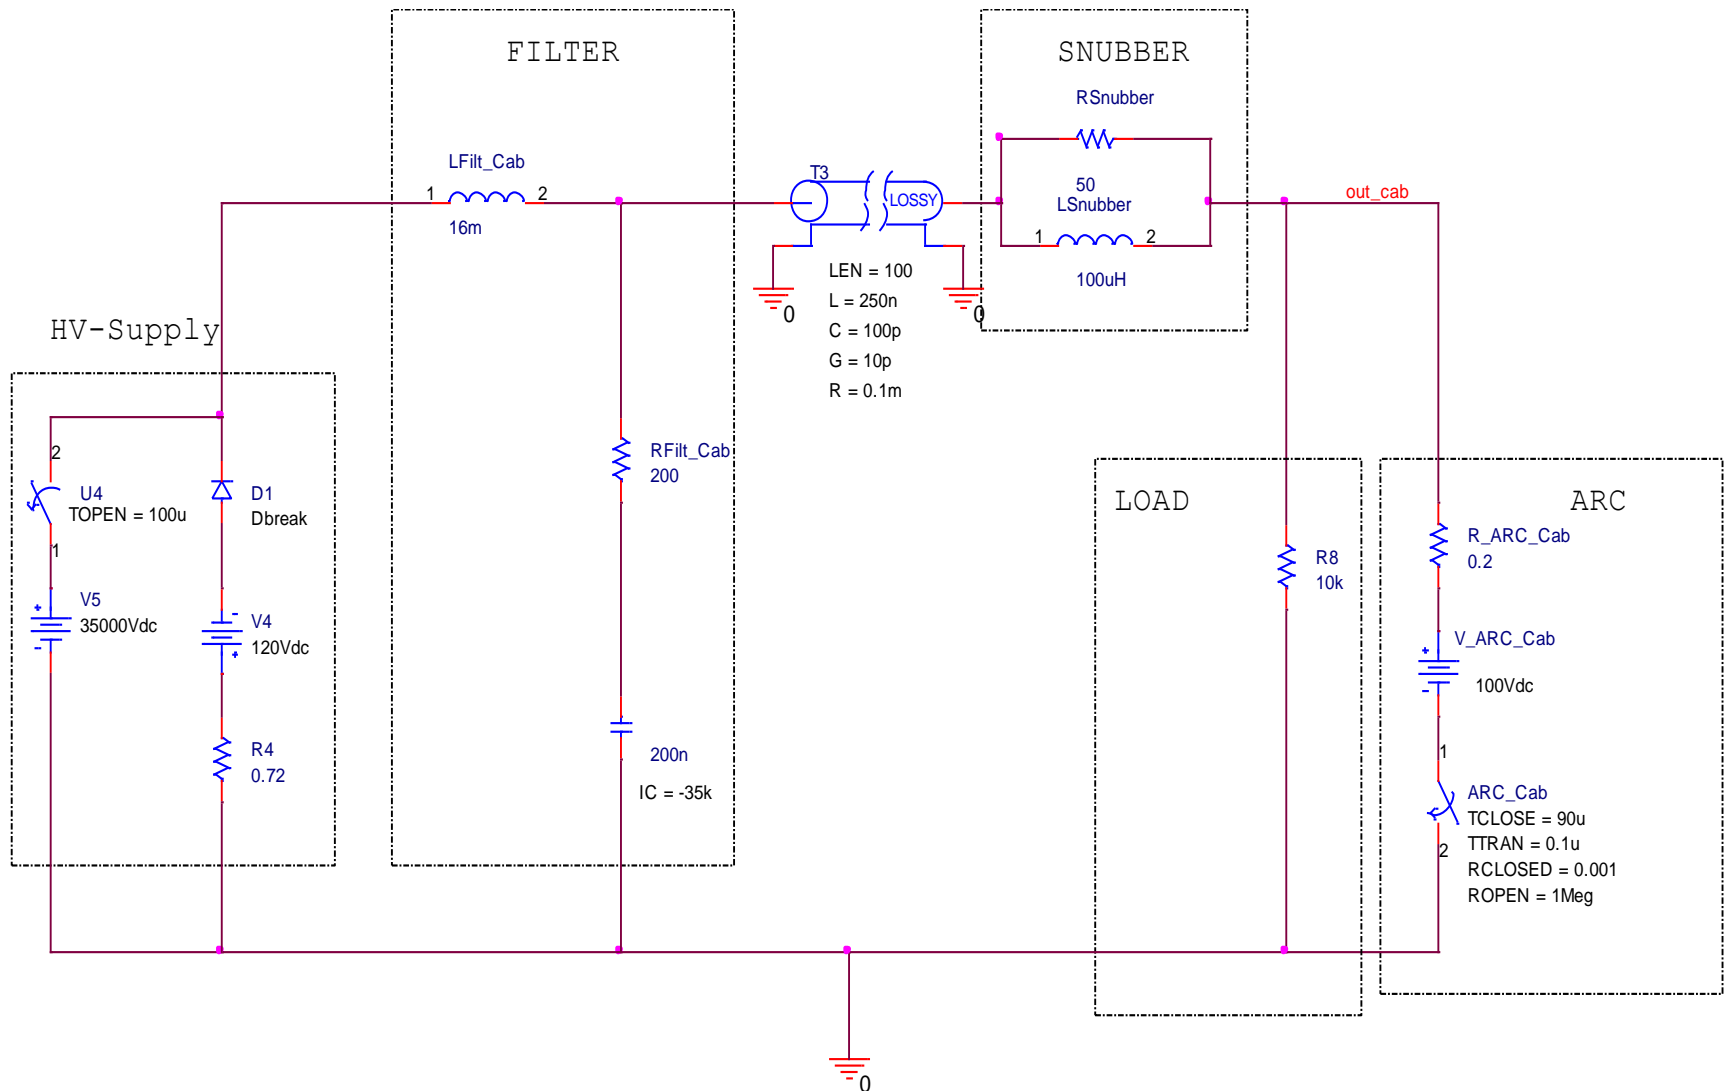 FILTER
SNUBBER
RSnubber
50
LSnubber
1
2
100uH
LFilt_Cab
1
2
16m
T3
LOSSY
out_cab
0
0
LEN = 100
L = 250n
C = 100p
G = 10p
R = 0.1m
HV-Supply
2
U4
TOPEN = 100u
1
D1
Dbreak
V5
+
35000Vdc
-
-
V4
120Vdc
+
R4
0.72
RFilt_Cab
200
200n
IC = -35k
LOAD
R8
10k
ARC
R_ARC_Cab
0.2
V_ARC_Cab
+
100Vdc
-
1
ARC_Cab
TCLOSE = 90u
TTRAN = 0.1u
2
RCLOSED = 0.001
ROPEN = 1Meg
0